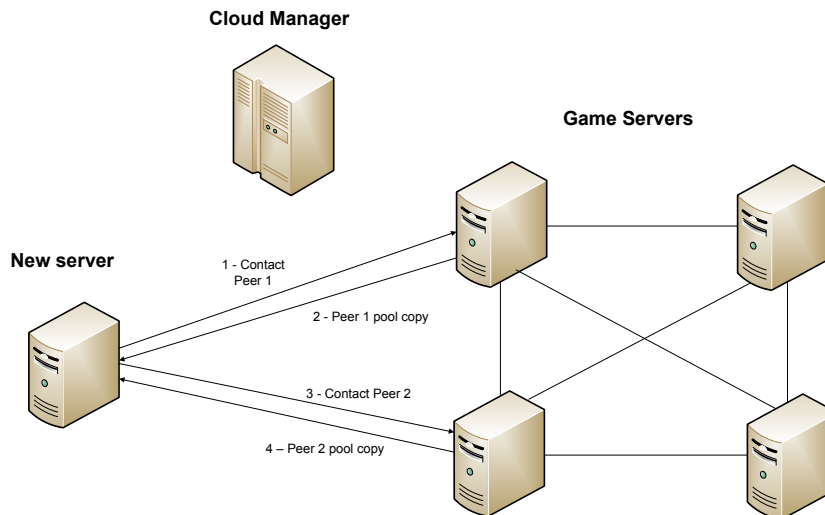 Cloud Manager
Game Servers
New server
1 - Contact
Peer 1
2 - Peer 1 pool copy
3 - Contact Peer 2
4 – Peer 2 pool copy